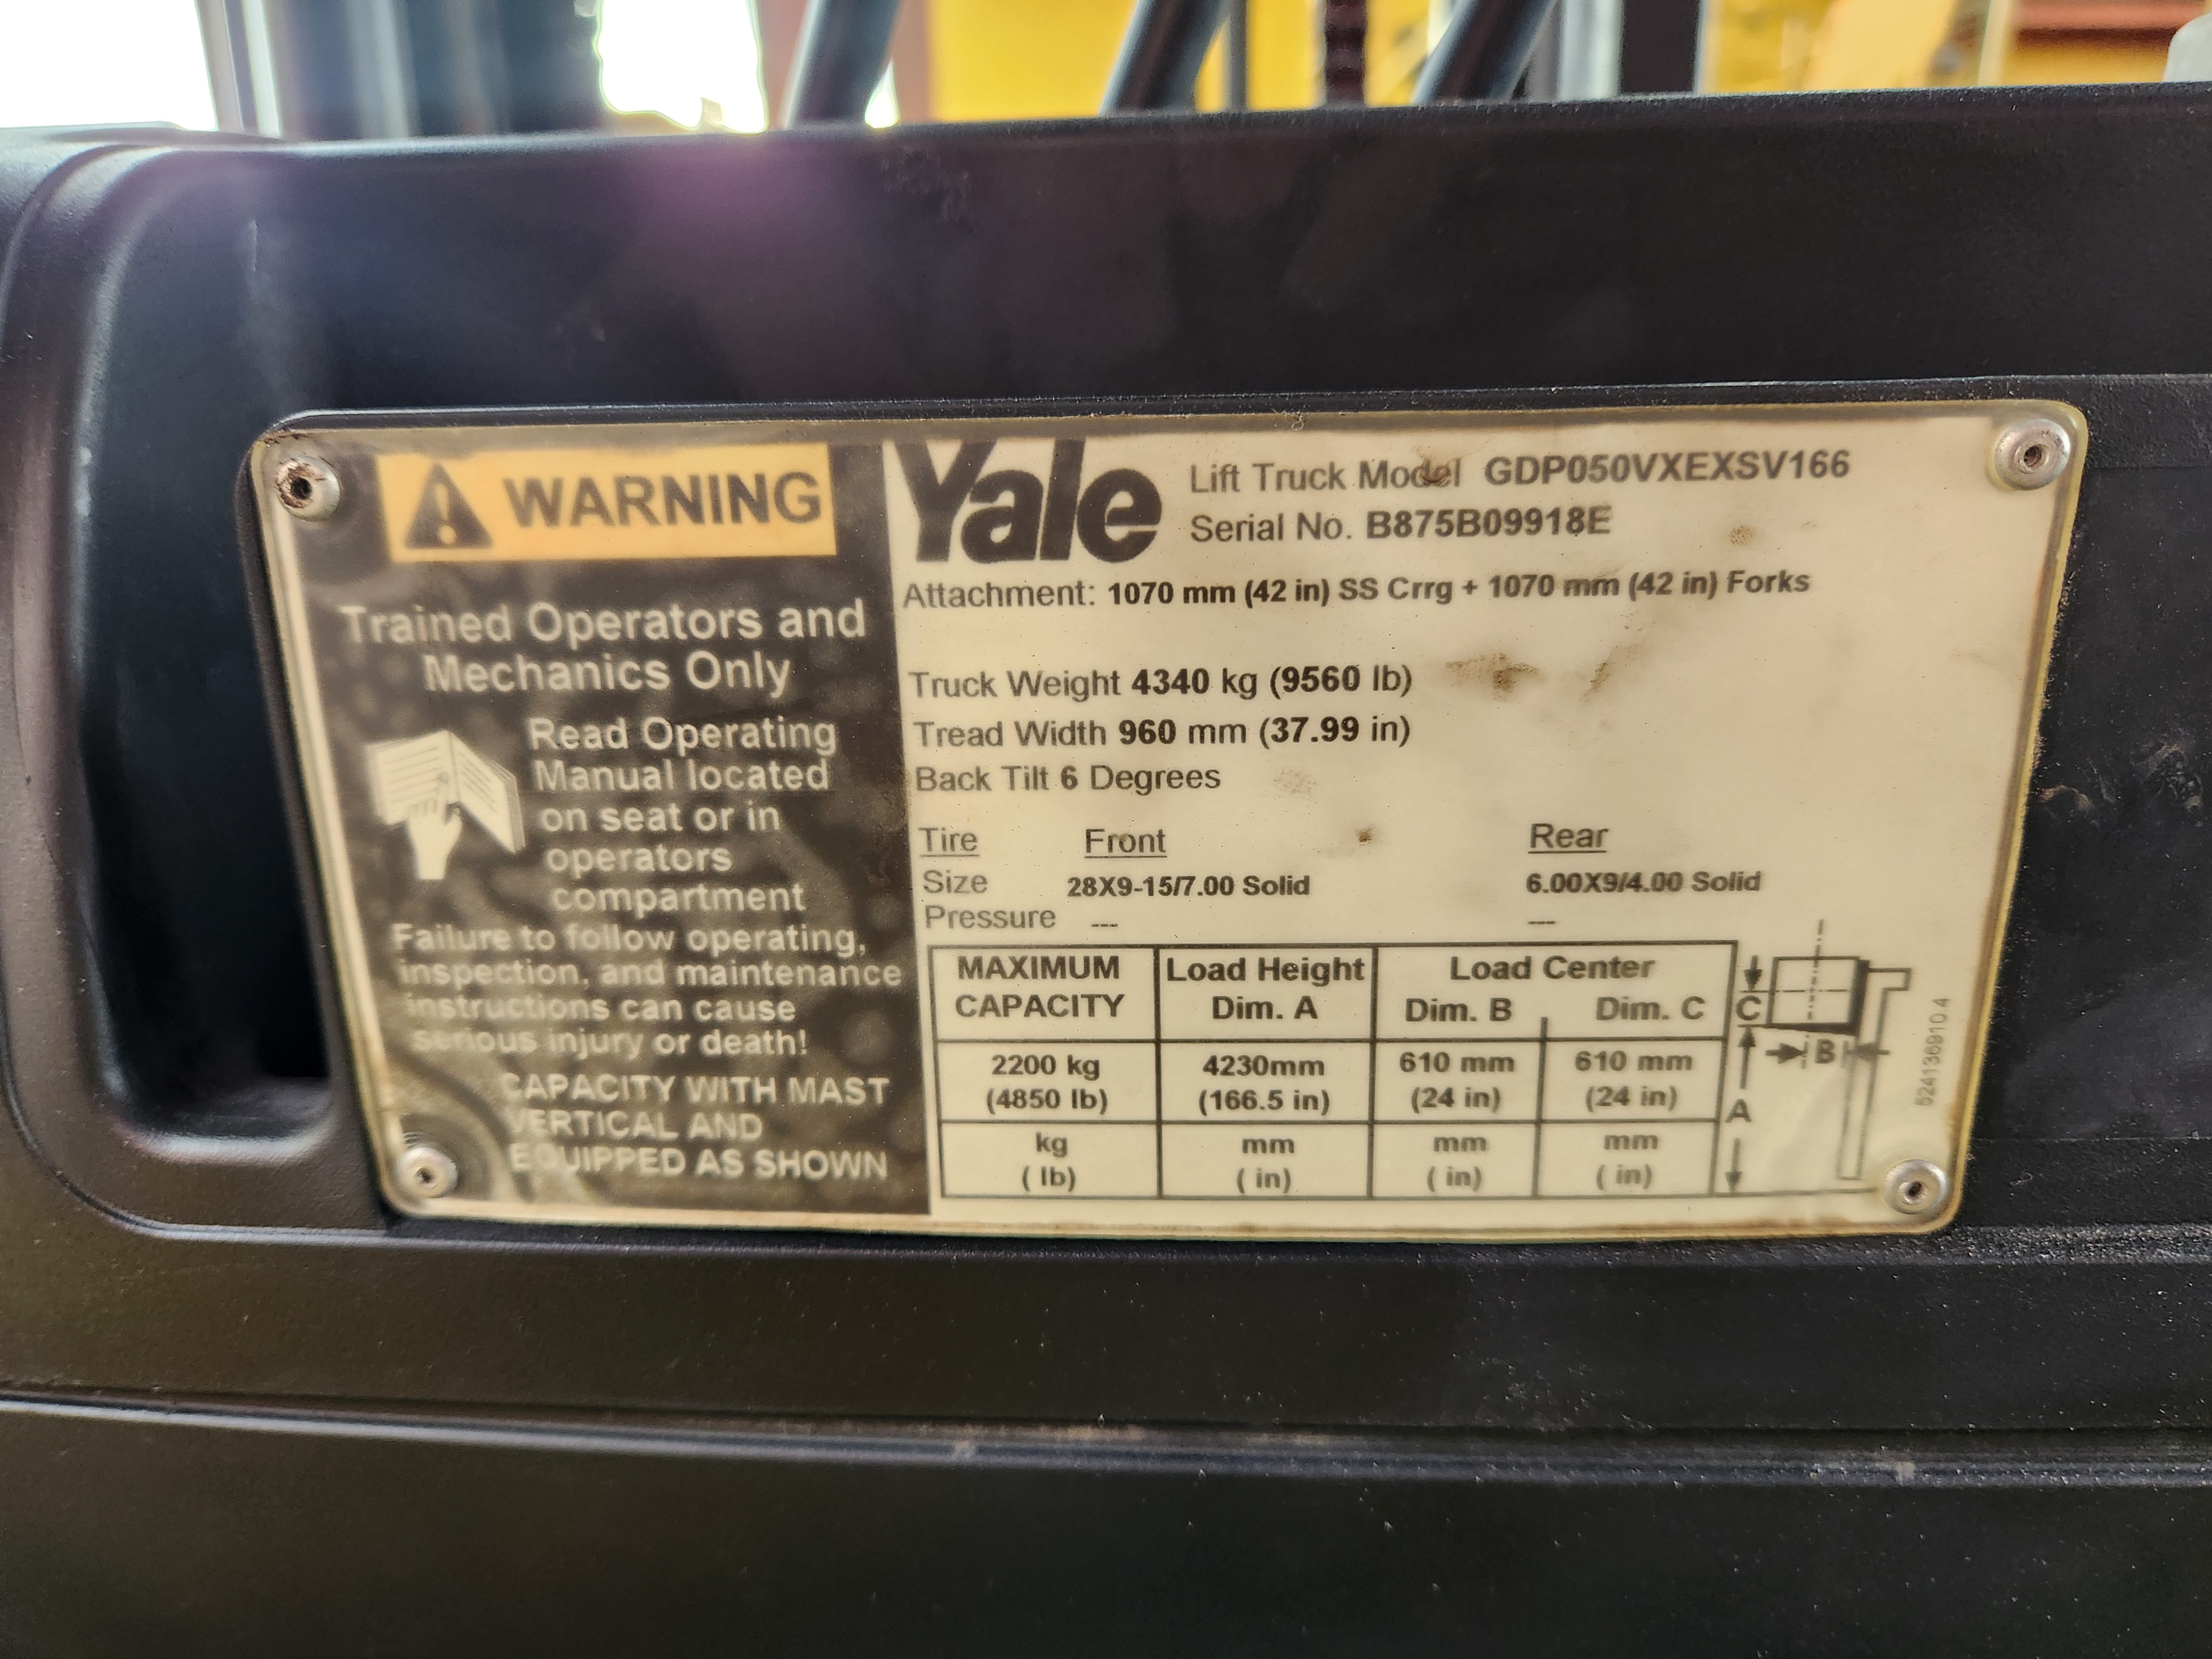 WARNING
Trained Operators and
Mechanics Only
Read Operating
Manual located
on seat or in
operators
compartment
Failure to follow operating,
inspection, and maintenance
instructions can cause
serious injury or death!
CAPACITY WITH MAST
VERTICAL AND
EQUIPPED AS SHOWN
Yale
Lift Truck Model GDP050VXEXSV166
Serial No. B875B09918E
Attachment: 1070 mm (42 in) SS Crrg + 1070 mm (42 in) Forks
Truck Weight 4340 kg (9560 lb)
Tread Width 960 mm (37.99 in)
Back Tilt 6 Degrees
Tire Front Rear
Size 28X9-15/7.00 Solid 6.00X9/4.00 Solid
Pressure --- ---
MAXIMUM Load Height Load Center
CAPACITY Dim. A Dim. B Dim. C
2200 kg 4230mm 610 mm 610 mm
(4850 lb) (166.5 in) (24 in) (24 in)
kg mm mm mm
( lb) ( in) ( in) ( in)
C
B
A
524136910.4